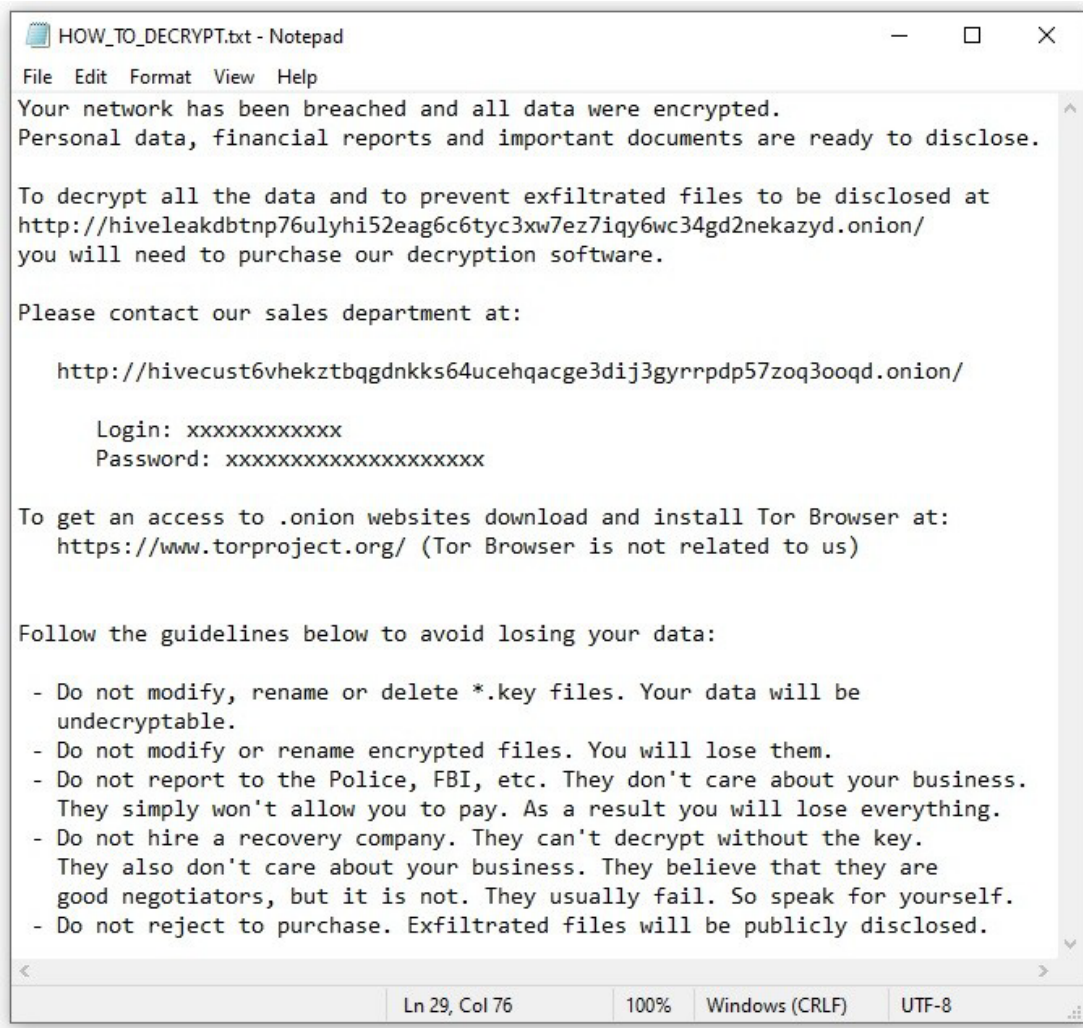 HOW_TO_DECRYPT.txt - Notepad
File Edit Format View Help
Your network has been breached and all data were encrypted.
Personal data, financial reports and important documents are ready to disclose.
To decrypt all the data and to prevent exfiltrated files to be disclosed at
http://hiveleakdbtnp76ulyhi52eag6c6tyc3xw7ez7iqy6wc34gd2nekazyd.onion/
you will need to purchase our decryption software.
Please contact our sales department at:
http://hivecust6vhekztbqgdnkks64ucehqacge3dij3gyrrpdp57zoq3ooqd.onion/
Login: xxxxxxxxxxxx
Password: xxxxxxxxxxxxxxxxxxxx
To get an access to .onion websites download and install Tor Browser at:
https://www.torproject.org/ (Tor Browser is not related to us)
Follow the guidelines below to avoid losing your data:
- Do not modify, rename or delete *.key files. Your data will be
undecryptable.
- Do not modify or rename encrypted files. You will lose them.
- Do not report to the Police, FBI, etc. They don't care about your business.
They simply won't allow you to pay. As a result you will lose everything.
- Do not hire a recovery company. They can't decrypt without the key.
They also don't care about your business. They believe that they are
good negotiators, but it is not. They usually fail. So speak for yourself.
- Do not reject to purchase. Exfiltrated files will be publicly disclosed.
Ln 29, Col 76 100% Windows (CRLF) UTF-8